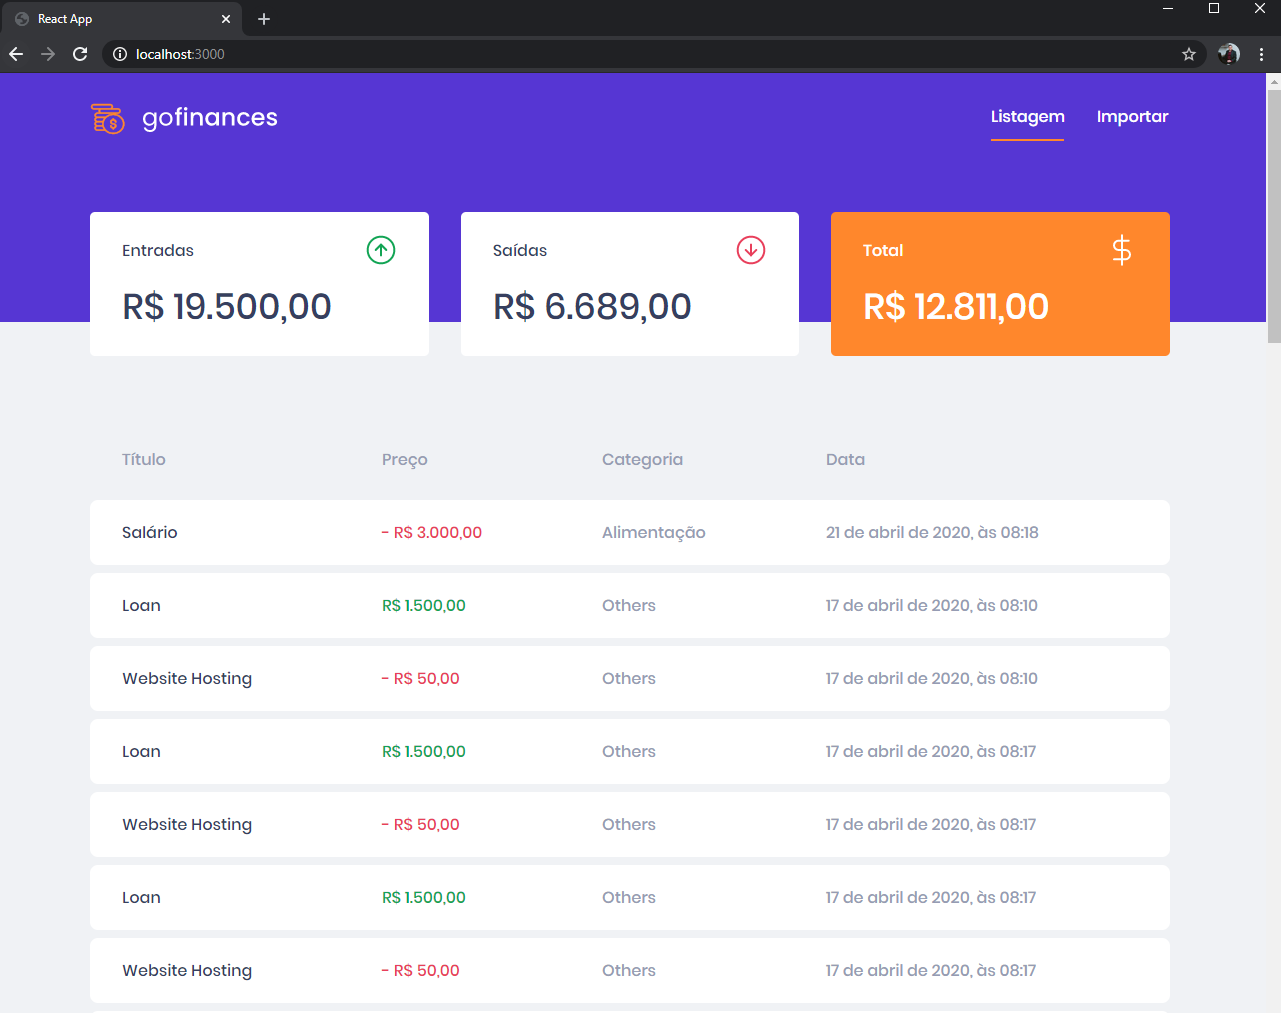 React App
localhost:3000
gofinances
Listagem Importar
Entradas
R$ 19.500,00
Saídas
R$ 6.689,00
Total
$
R$ 12.811,00
Título Preço Categoria Data
Salário - R$ 3.000,00 Alimentação 21 de abril de 2020, às 08:18
Loan R$ 1.500,00 Others 17 de abril de 2020, às 08:10
Website Hosting - R$ 50,00 Others 17 de abril de 2020, às 08:10
Loan R$ 1.500,00 Others 17 de abril de 2020, às 08:17
Website Hosting - R$ 50,00 Others 17 de abril de 2020, às 08:17
Loan R$ 1.500,00 Others 17 de abril de 2020, às 08:17
Website Hosting - R$ 50,00 Others 17 de abril de 2020, às 08:17